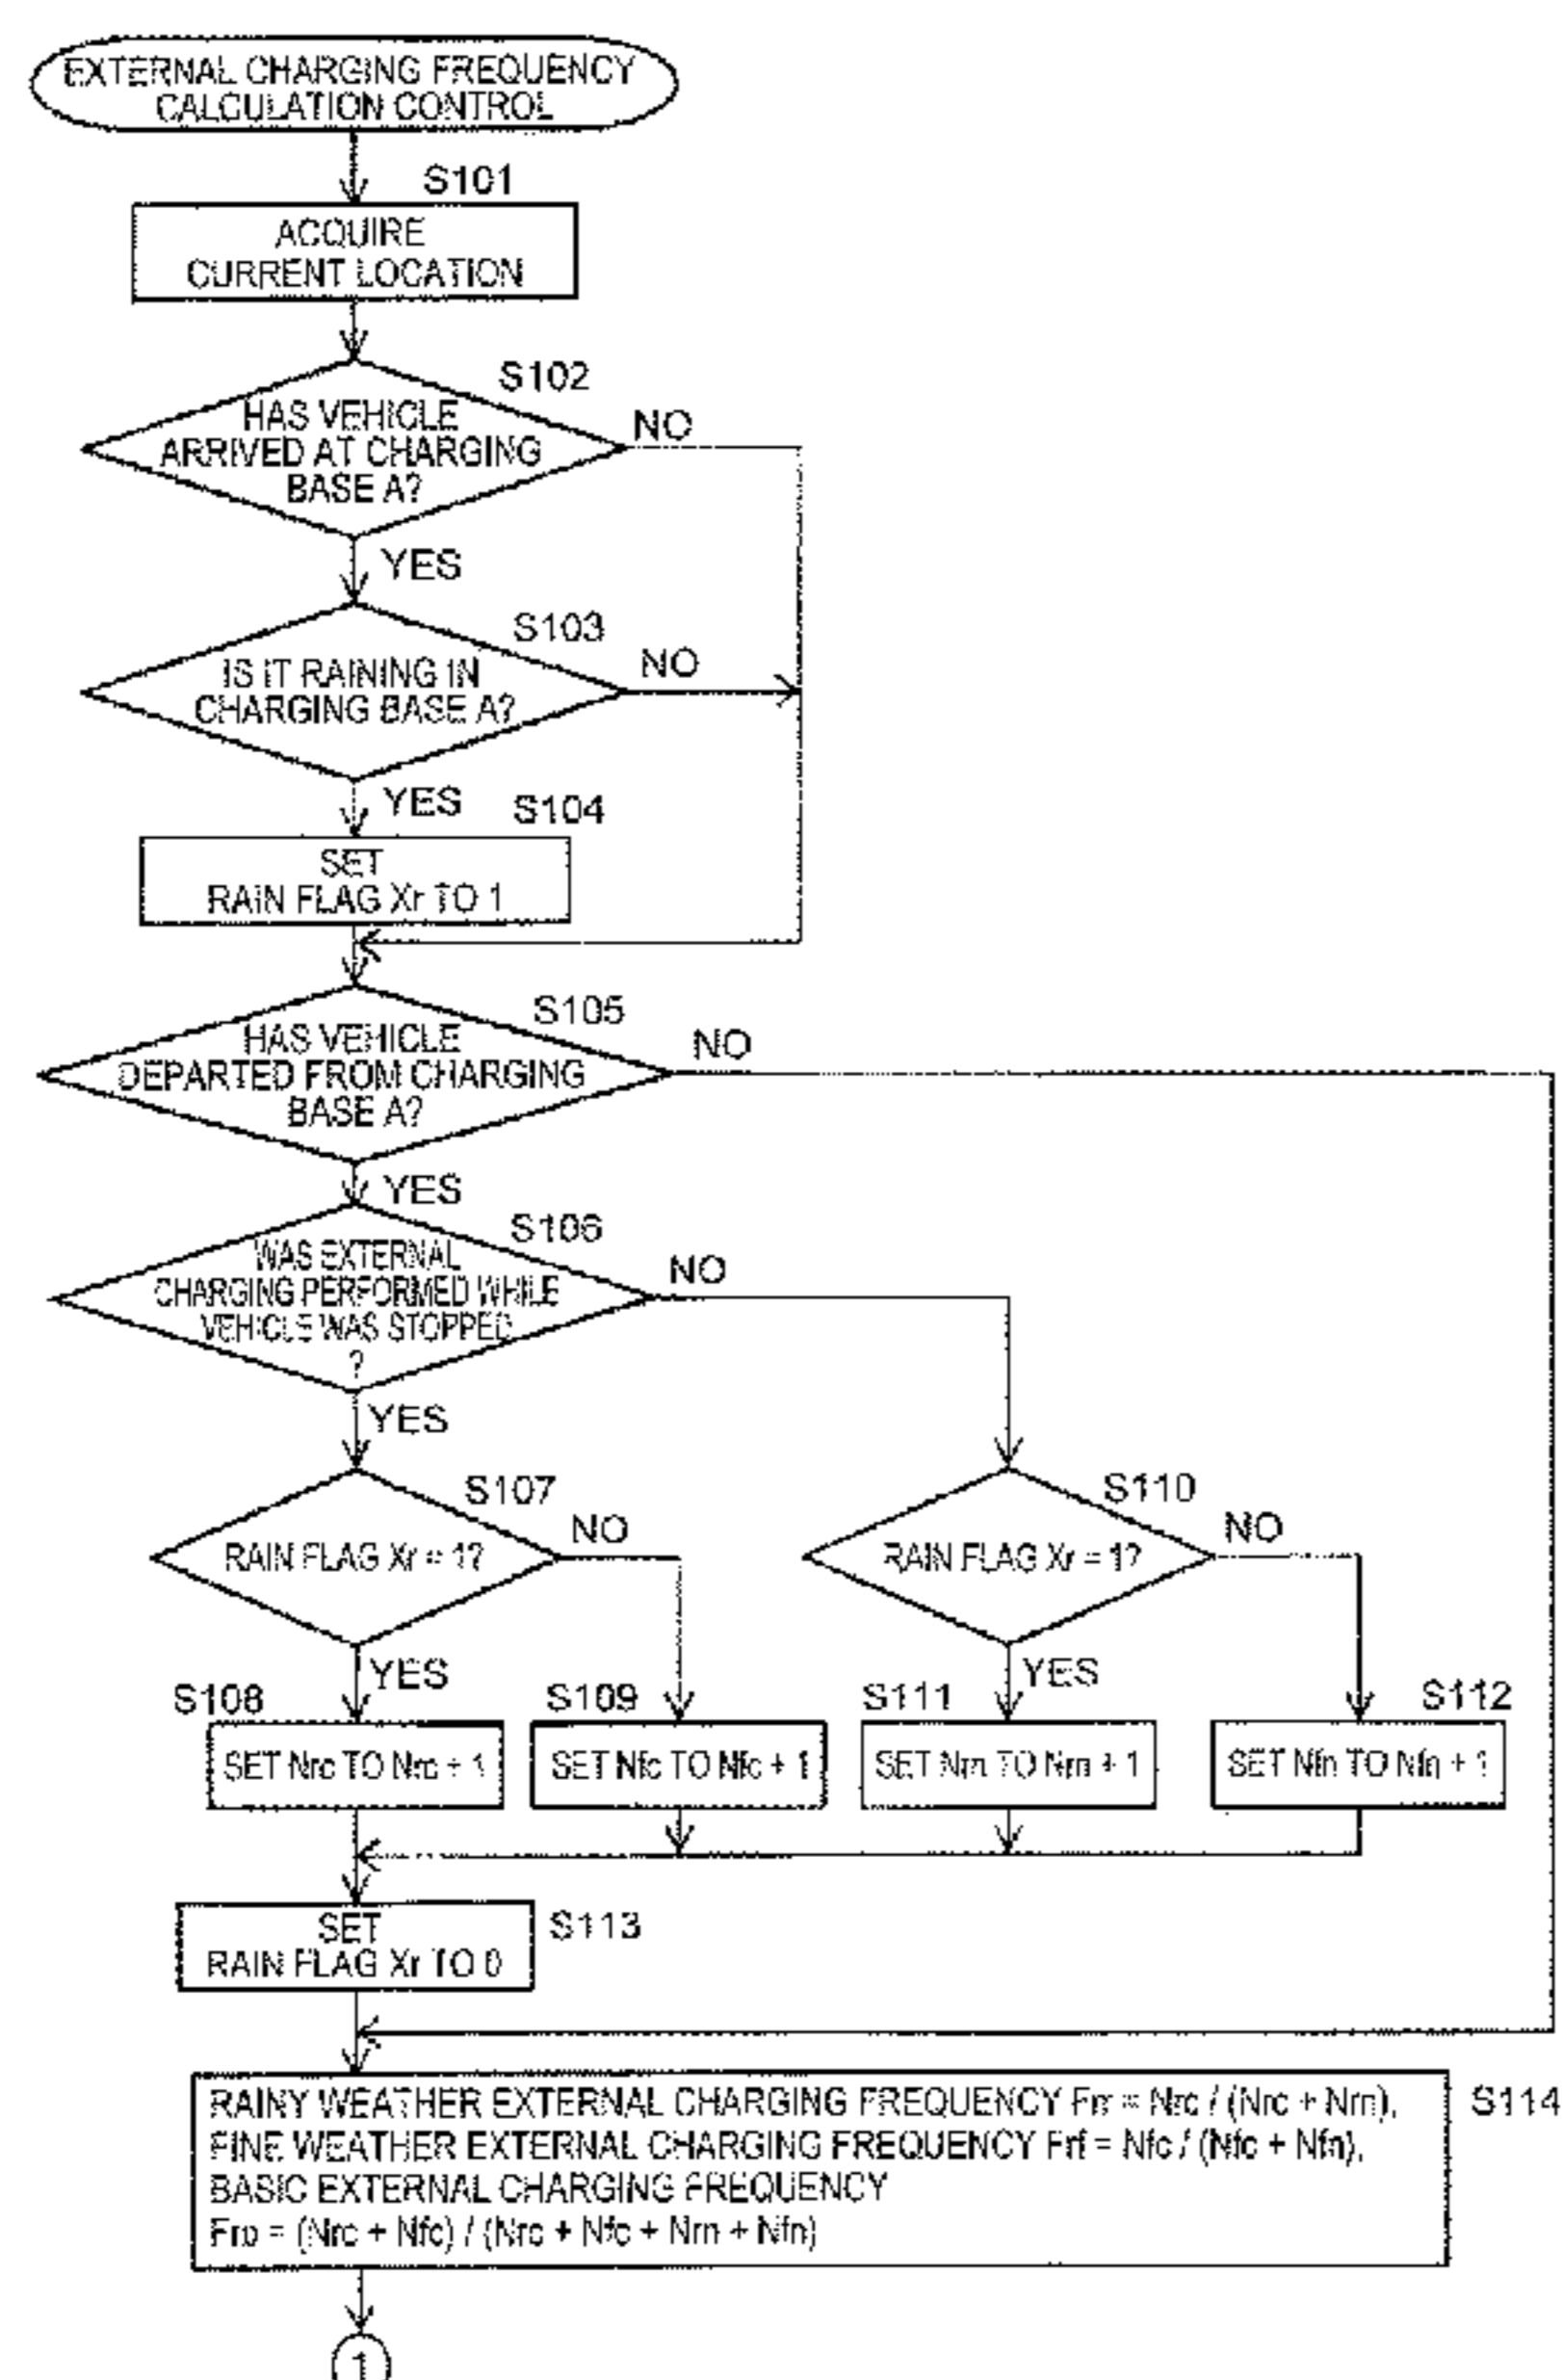 EXTERNAL CHARGING FREQUENCY
CALCULATION CONTROL
S101
ACQUIRE
CURRENT LOCATION
S102
HAS VEHICLE
ARRIVED AT CHARGING
BASE A?
NO
YES
S103
IS IT RAINING IN
CHARGING BASE A?
NO
YES
S104
SET
RAIN FLAG Xr TO 1
S105
HAS VEHICLE
DEPARTED FROM CHARGING
BASE A?
NO
YES
S106
WAS EXTERNAL
CHARGING PERFORMED WHILE
VEHICLE WAS STOPPED
?
NO
YES
S107
RAIN FLAG Xr = 1?
NO
YES
S110
RAIN FLAG Xr = 1?
NO
YES
S108
SET Nrc TO Nrc + 1
S109
SET Nfc TO Nfc + 1
S111
SET Nrn TO Nrn + 1
S112
SET Nfn TO Nfn + 1
SET
RAIN FLAG Xr TO 0
S113
RAINY WEATHER EXTERNAL CHARGING FREQUENCY Frr = Nrc / (Nrc + Nrn),
FINE WEATHER EXTERNAL CHARGING FREQUENCY Frf = Nfc / (Nfc + Nfn),
BASIC EXTERNAL CHARGING FREQUENCY
= (Nrc + Nfc) / (Nrc + Nfc + Nrn + Nfn)
S114
1